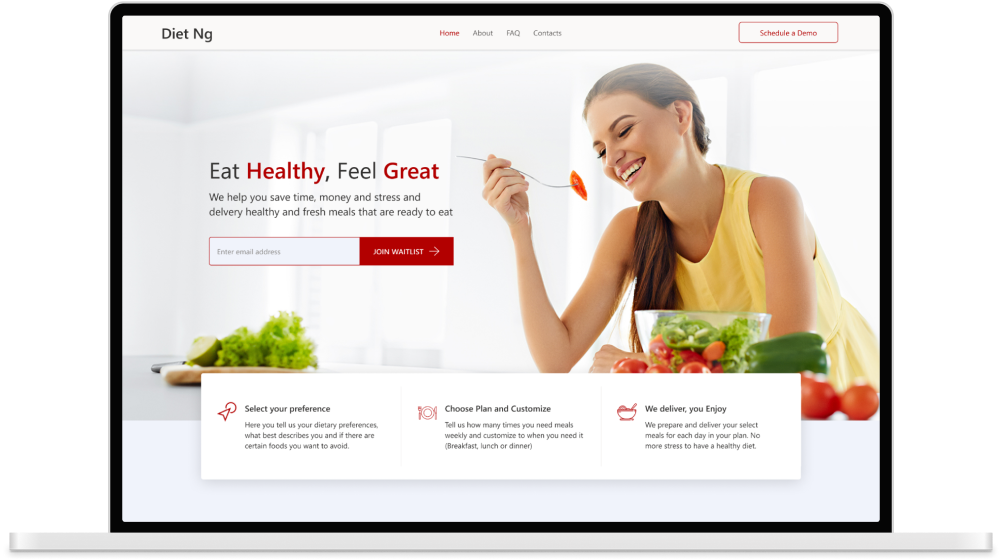 Diet Ng
Home
About
FAQ
Contacts
Schedule a Demo
Eat Healthy, Feel Great
We help you save time, money and stress and
delvery healthy and fresh meals that are ready to eat
Enter email address
JOIN WAITLIST
Select your preference
Here you tell us your dietary preferences,
what best describes you and if there are
certain foods you want to avoid.
Choose Plan and Customize
Tell us how many times you need meals
weekly and customize to when you need it
(Breakfast, lunch or dinner)
We deliver, you Enjoy
We prepare and deliver your select
meals for each day in your plan. No
more stress to have a healthy diet.